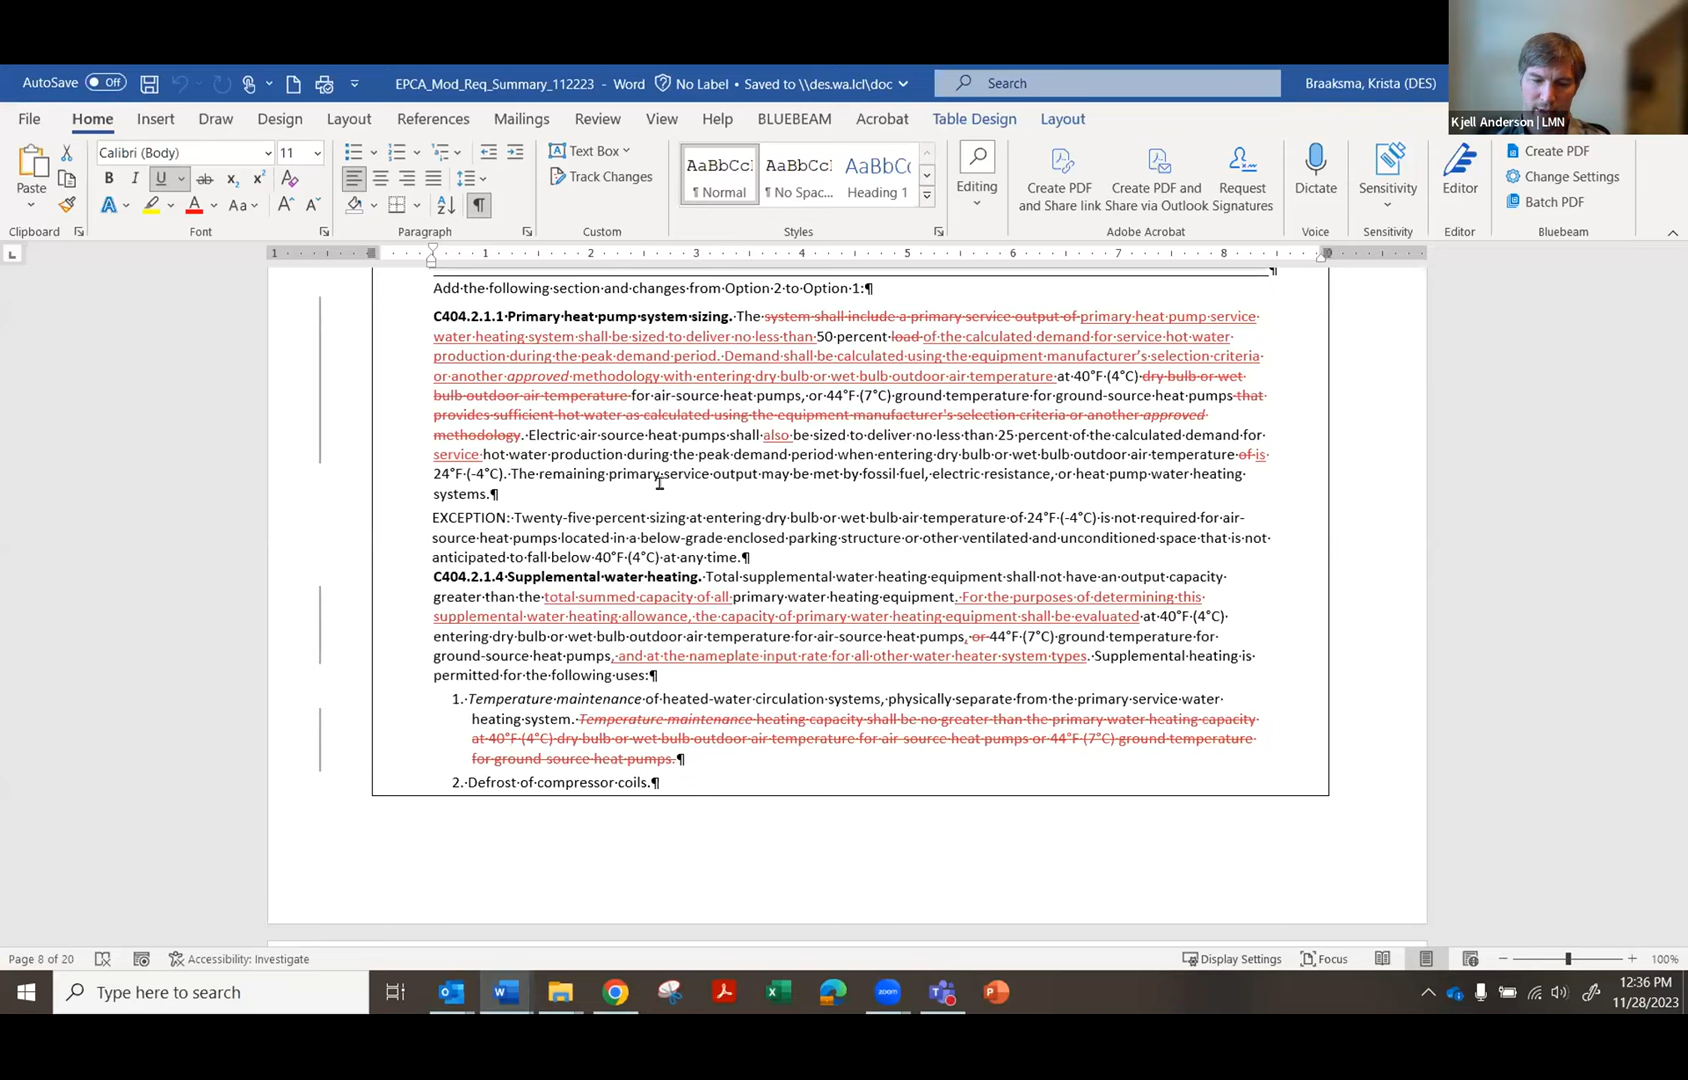 AutoSave Off EPCA_Mod_Req_Summary_112223 - Word No Label • Saved to \\des.wa.lcl\doc Search Braaksma, Krista (DES)
Kjell Anderson | LMN
File Home Insert Draw Design Layout References Mailings Review View Help BLUEBEAM Acrobat Table Design Layout
Paste
Clipboard
Calibri (Body) 11
Font
Paragraph
Text Box
Track Changes
Custom
AaBbCcI AaBbCcI AaBbC(
¶ Normal ¶ No Spac... Heading 1
Styles
Editing
Create PDF and Share link
Create PDF and Share via Outlook
Request Signatures
Adobe Acrobat
Dictate
Voice
Sensitivity
Sensitivity
Editor
Editor
Create PDF
Change Settings
Batch PDF
Bluebeam
1 1 2 3 4 5 6 7 8
Add the following section and changes from Option 2 to Option 1:¶
C404.2.1.1 Primary heat pump system sizing. The system shall include a primary service output of primary heat pump service
water heating system shall be sized to deliver no less than 50 percent load of the calculated demand for service hot water
production during the peak demand period. Demand shall be calculated using the equipment manufacturer's selection criteria
or another approved methodology with entering dry bulb or wet bulb outdoor air temperature at 40°F (4°C) dry bulb or wet
bulb outdoor air temperature for air-source heat pumps, or 44°F (7°C) ground temperature for ground-source heat pumps that
provides sufficient hot water as calculated using the equipment manufacturer's selection criteria or another approved
methodology. Electric air source heat pumps shall also be sized to deliver no less than 25 percent of the calculated demand for
service hot water production during the peak demand period when entering dry bulb or wet bulb outdoor air temperature of is
24°F (-4°C). The remaining primary service output may be met by fossil fuel, electric resistance, or heat pump water heating
systems.¶
EXCEPTION: Twenty-five percent sizing at entering dry bulb or wet bulb air temperature of 24°F (-4°C) is not required for air-
source heat pumps located in a below-grade enclosed parking structure or other ventilated and unconditioned space that is not
anticipated to fall below 40°F (4°C) at any time.¶
C404.2.1.4 Supplemental water heating. Total supplemental water heating equipment shall not have an output capacity
greater than the total summed capacity of all primary water heating equipment. For the purposes of determining this
supplemental water heating allowance, the capacity of primary water heating equipment shall be evaluated at 40°F (4°C)
entering dry bulb or wet bulb outdoor air temperature for air-source heat pumps, or 44°F (7°C) ground temperature for
ground-source heat pumps, and at the nameplate input rate for all other water heater system types. Supplemental heating is
permitted for the following uses:¶
1. Temperature maintenance of heated-water circulation systems, physically separate from the primary service water
heating system. Temperature maintenance heating capacity shall be no greater than the primary water heating capacity
at 40°F (4°C) dry bulb or wet bulb outdoor air temperature for air source heat pumps or 44°F (7°C) ground temperature
for ground source heat pumps.¶
2. Defrost of compressor coils.¶
Page 8 of 20 Accessibility: Investigate Display Settings Focus 100%
Type here to search
12:36 PM
11/28/2023